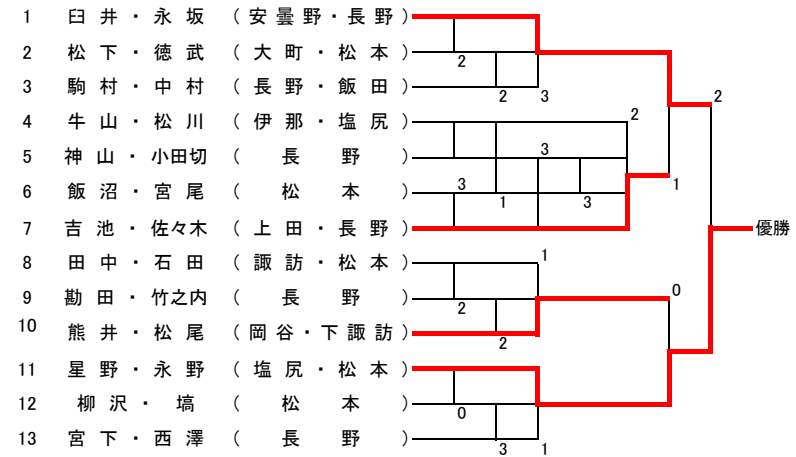 1 臼井・永坂 (安曇野・長野)
2 松下・徳武 (大町・松本)
2
3 駒村・中村 (長野・飯田)
2 3
2
4 牛山・松川 (伊那・塩尻)
2
5 神山・小田切 (長野)
3
6 飯沼・宮尾 (松本)
3 1 3
1
7 吉池・佐々木 (上田・長野)
優勝
8 田中・石田 (諏訪・松本)
1
9 勘田・竹之内 (長野)
2
0
10 熊井・松尾 (岡谷・下諏訪)
2
11 星野・永野 (塩尻・松本)
12 柳沢・塙 (松本)
0
13 宮下・西澤 (長野)
3 1